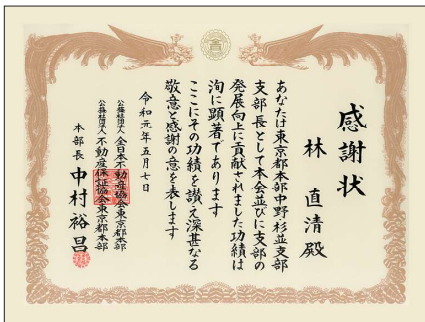 感謝状
林 直清殿
あなたは東京都本部中野杉並支部
支部長として本会並びに支部の
発展向上に貢献されました功績は
洵に顕著であります
ここにその功績を讃え深甚なる
敬意と感謝の意を表します
令和元年五月七日
公益社団法人 全日本不動産協会東京都本部
公益社団法人 不動産保証協会東京都本部
本部長 中村裕昌